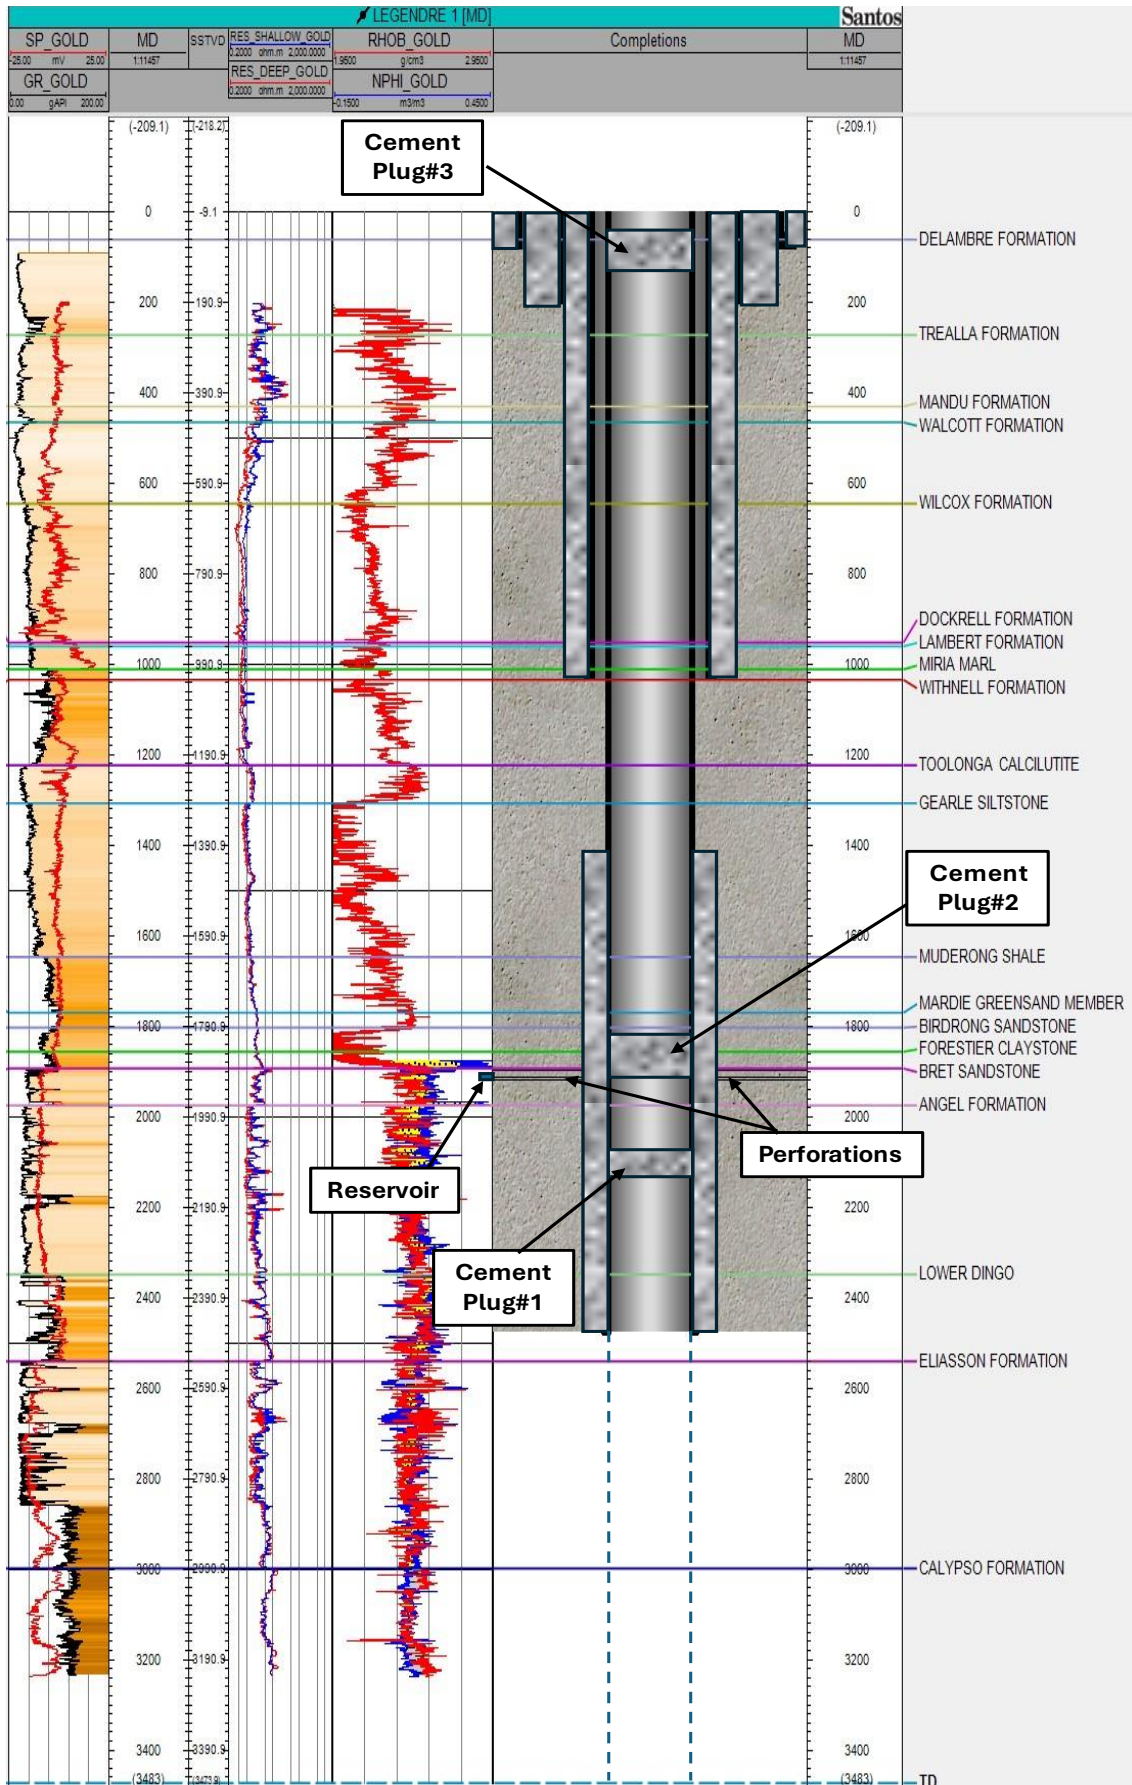 LEGENDRE 1 [MD]
Santos
SP_GOLD
-25.00 mV 25.00
GR_GOLD
0.00 gAPI 200.00
MD
1:11457
SSTVD
RES_SHALLOW_GOLD
0.2000 ohm.m 2,000.0000
RES_DEEP_GOLD
0.2000 ohm.m 2,000.0000
RHOB_GOLD
1.9500 g/cm3 2.9500
NPHI_GOLD
-0.1500 m3/m3 0.4500
Completions
MD
1:11457
(-209.1) (-218.2) (-209.1)
Cement
Plug#3
0 -9.1 0
DELAMBRE FORMATION
200 190.9 200
TREALLA FORMATION
400 390.9 400
MANDU FORMATION
WALCOTT FORMATION
600 590.9 600
WILCOX FORMATION
800 790.9 800
DOCKRELL FORMATION
LAMBERT FORMATION
1000 990.9 1000
MIRIA MARL
WITHNELL FORMATION
1200 1190.9 1200
TOOLONGA CALCILUTITE
GEARLE SILTSTONE
1400 1390.9 1400
Cement
Plug#2
1600 1590.9 1600
MUDERONG SHALE
MARDIE GREENSAND MEMBER
1800 1790.9 1800
BIRDRONG SANDSTONE
FORESTIER CLAYSTONE
BRET SANDSTONE
ANGEL FORMATION
2000 1990.9 2000
Perforations
Reservoir
2200 2190.9 2200
Cement
Plug#1
LOWER DINGO
2400 2390.9 2400
ELIASSON FORMATION
2600 2590.9 2600
2800 2790.9 2800
3000 2990.9 3000
CALYPSO FORMATION
3200 3190.9 3200
3400 3390.9 3400
(3483) (3473.9) (3483)
TD